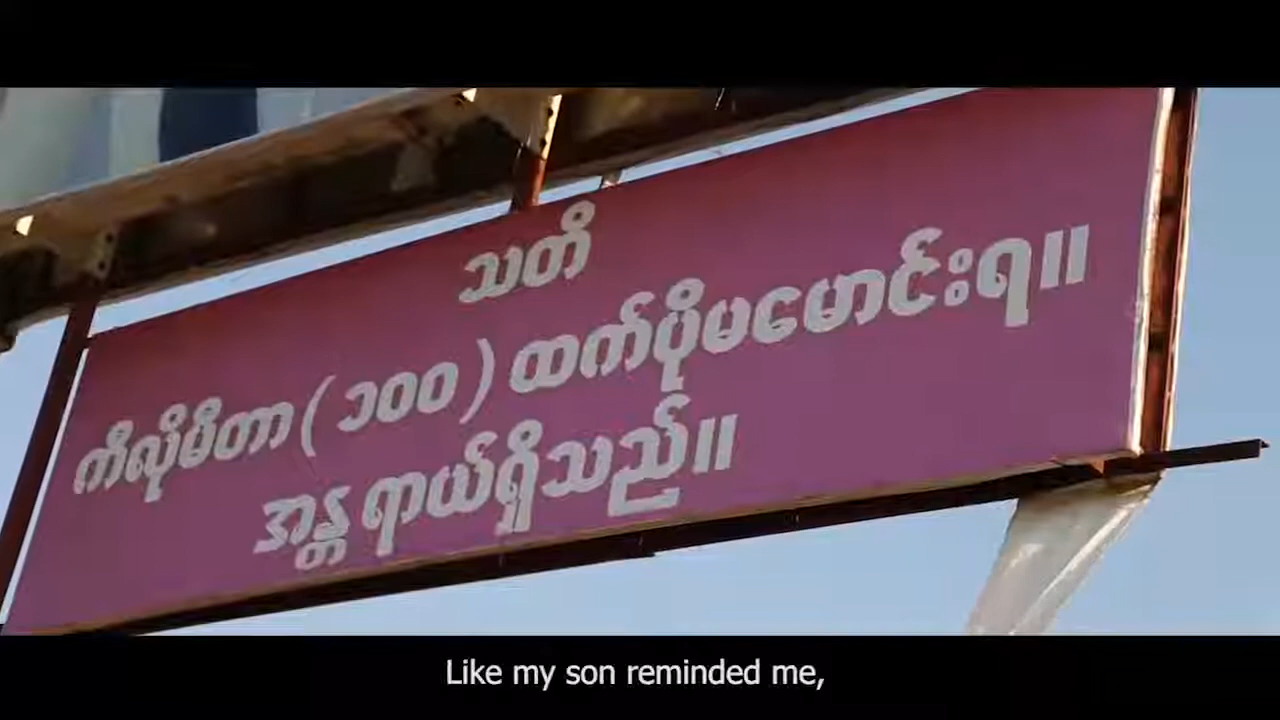 သတိ
ကီလိုမီတာ (၁၀၀) ထက်ပိုမမောင်းရ။
အန္တရာယ်ရှိသည်။
Like my son reminded me,